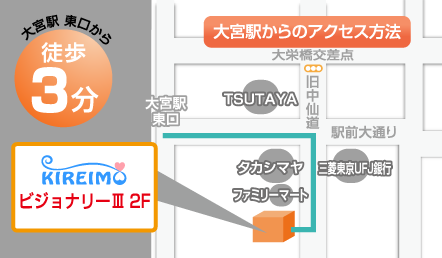 大宮駅 東口から
徒歩
3分
大宮駅からのアクセス方法
大栄橋交差点
旧中仙道
TSUTAYA
大宮駅
東口
駅前大通り
タカシマヤ
三菱東京UFJ銀行
ファミリーマート
KIREIMO
ビジョナリーⅢ 2F